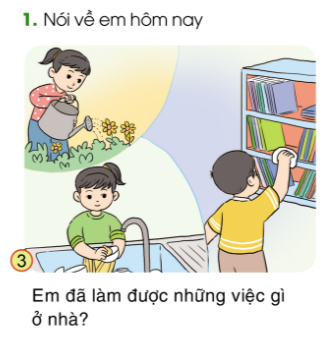 1. Nói về em hôm nay
3
Em đã làm được những việc gì
ở nhà?